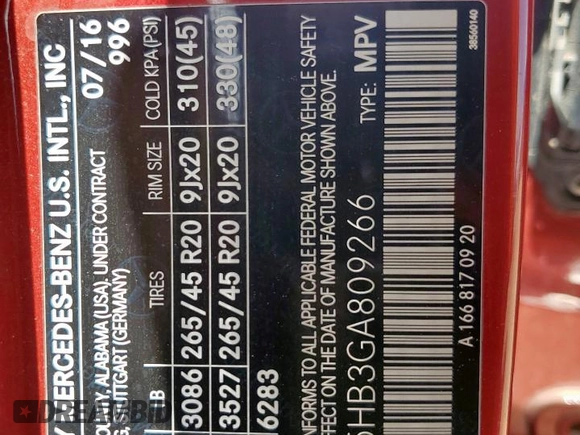 MERCEDES-BENZ U.S. INTL., INC
07/16
ALABAMA (USA), UNDER CONTRACT
996
(GERMANY)
LB TIRES RIM SIZE COLD KPA (PSI)
3086 265/45 R20 9Jx20 310(45)
3527 265/45 R20 9Jx20 330(48)
6283
TO ALL APPLICABLE FEDERAL MOTOR VEHICLE SAFETY
EFFECT ON THE DATE OF MANUFACTURE SHOWN ABOVE.
HB3GA809266 TYPE: MPV
A 166 817 09 20
38560140
DREAMBID.COM